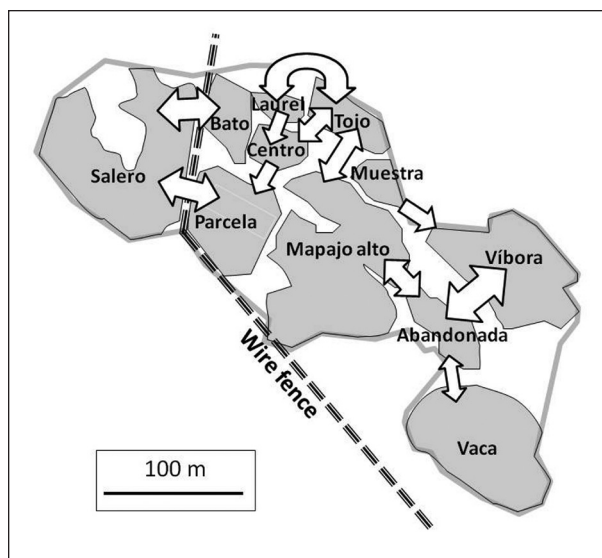 Laurel
Bato
Tojo
Centro
Salero
Muestra
Parcela
Mapajo alto
Víbora
Abandonada
Wire fence
Vaca
100 m